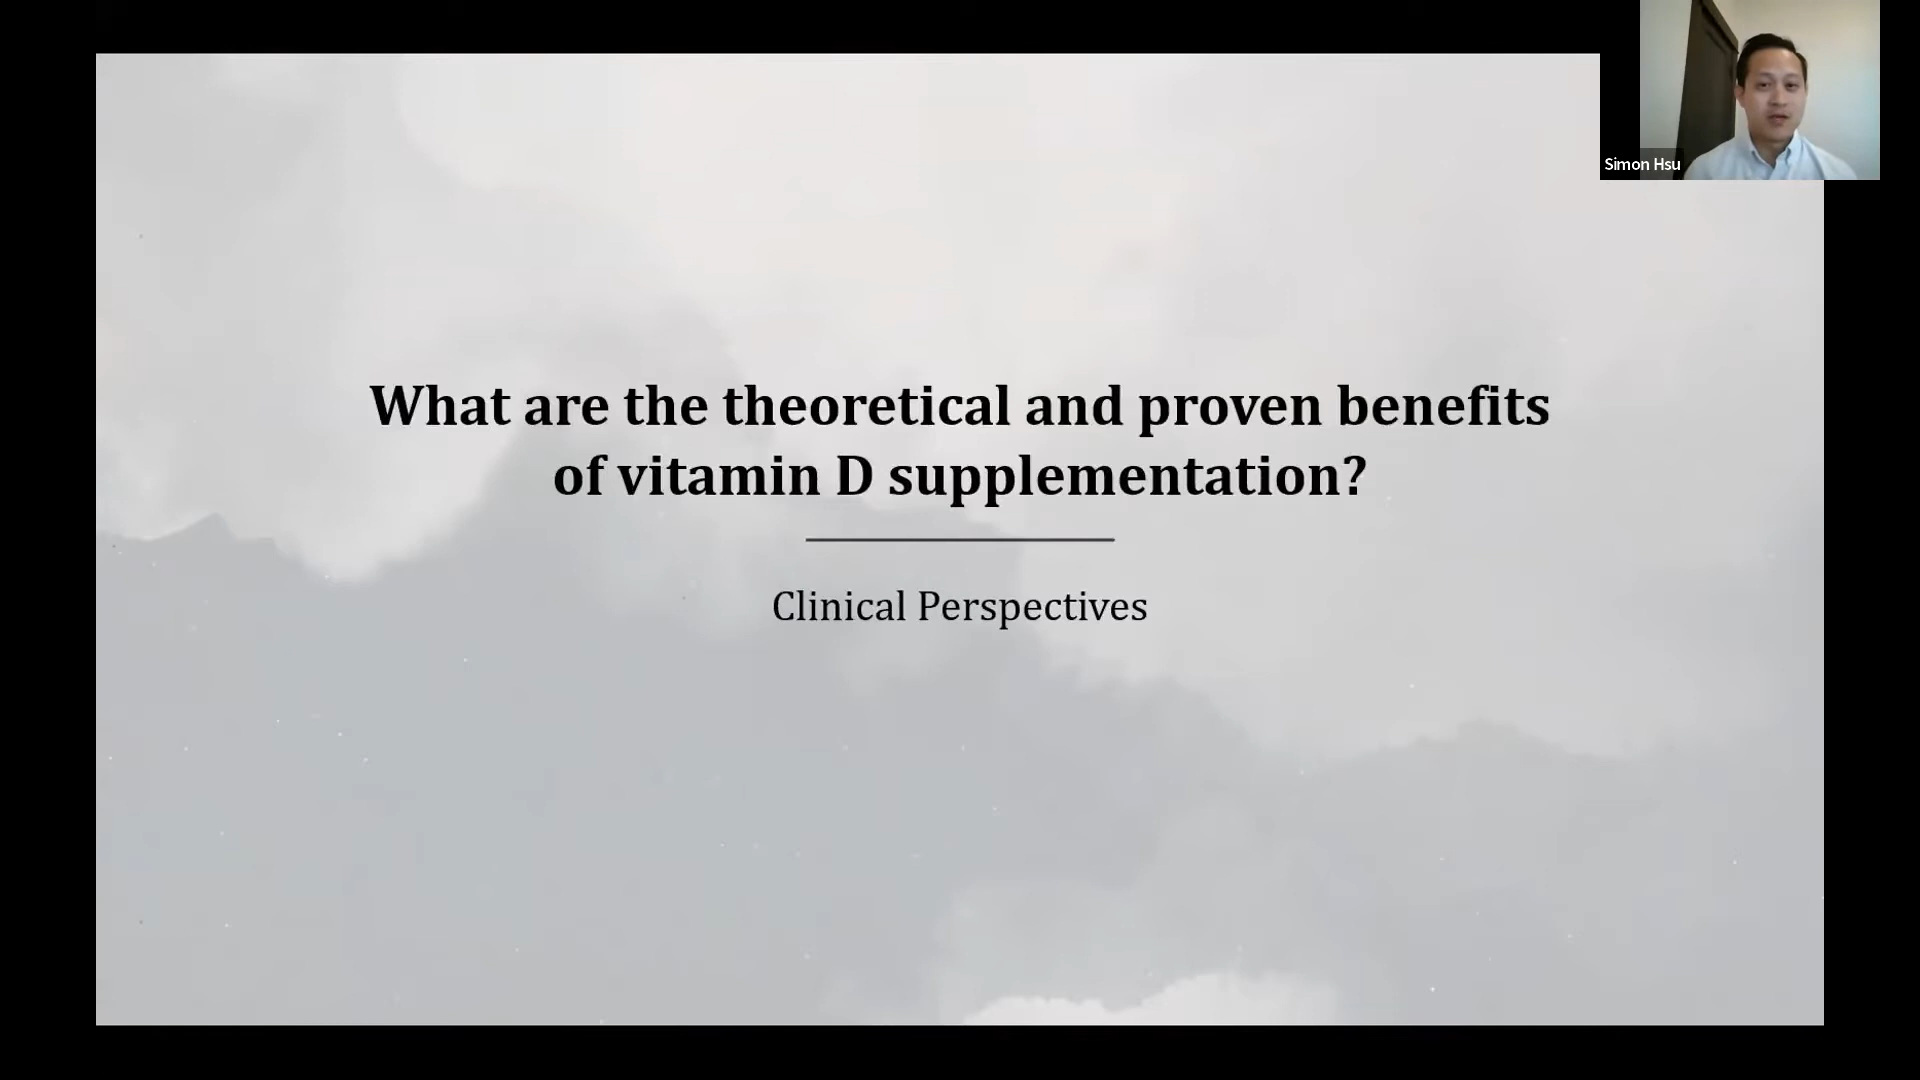 What are the theoretical and proven benefits
of vitamin D supplementation?
Clinical Perspectives
Simon Hsu